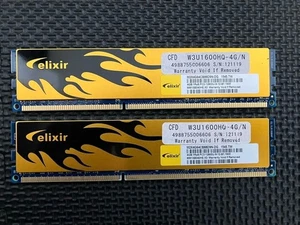 elixir
CFD W3U1600HQ-4G/N
4988755006606 S/N:121119
Warranty Void If Removed
elixir
CFD W3U1600HQ-4G/N
4988755006606 S/N:121119
Warranty Void If Removed